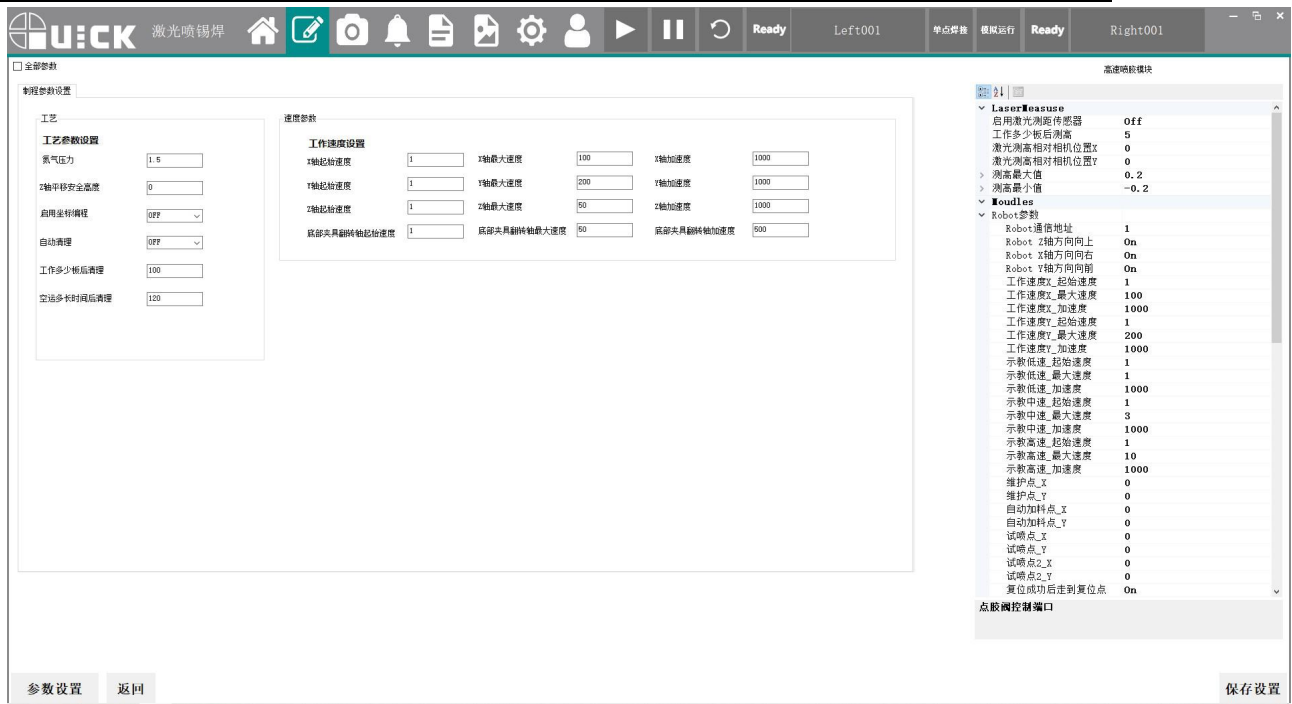 QUICK 激光喷锡焊 Ready Left001 单点焊接 模拟运行 Ready Right001
全部参数
高速喷胶模块
制程参数设置
工艺
工艺参数设置
氮气压力 1.5
Z轴平移安全高度 0
启用坐标编程 OFF
自动清理 OFF
工作多少板后清理 100
空运多长时间后清理 120
速度参数
工作速度设置
X轴起始速度 1 X轴最大速度 100 X轴加速度 1000
Y轴起始速度 1 Y轴最大速度 200 Y轴加速度 1000
Z轴起始速度 1 Z轴最大速度 50 Z轴加速度 1000
底部夹具翻转轴起始速度 1 底部夹具翻转轴最大速度 50 底部夹具翻转轴加速度 500
LaserMeasuse
启用激光测距传感器 Off
工作多少板后测高 5
激光测高相对相机位置X 0
激光测高相对相机位置Y 0
测高最大值 0.2
测高最小值 -0.2
Moudles
Robot参数
Robot通信地址 1
Robot Z轴方向向上 On
Robot X轴方向向右 On
Robot Y轴方向向前 On
工作速度X_起始速度 1
工作速度X_最大速度 100
工作速度X_加速度 1000
工作速度Y_起始速度 1
工作速度Y_最大速度 200
工作速度Y_加速度 1000
示教低速_起始速度 1
示教低速_最大速度 1
示教低速_加速度 1000
示教中速_起始速度 1
示教中速_最大速度 3
示教中速_加速度 1000
示教高速_起始速度 1
示教高速_最大速度 10
示教高速_加速度 1000
维护点_X 0
维护点_Y 0
自动加料点_X 0
自动加料点_Y 0
试喷点_X 0
试喷点_Y 0
试喷点2_X 0
试喷点2_Y 0
复位成功后走到复位点 On
点胶阀控制端口
参数设置 返回 保存设置